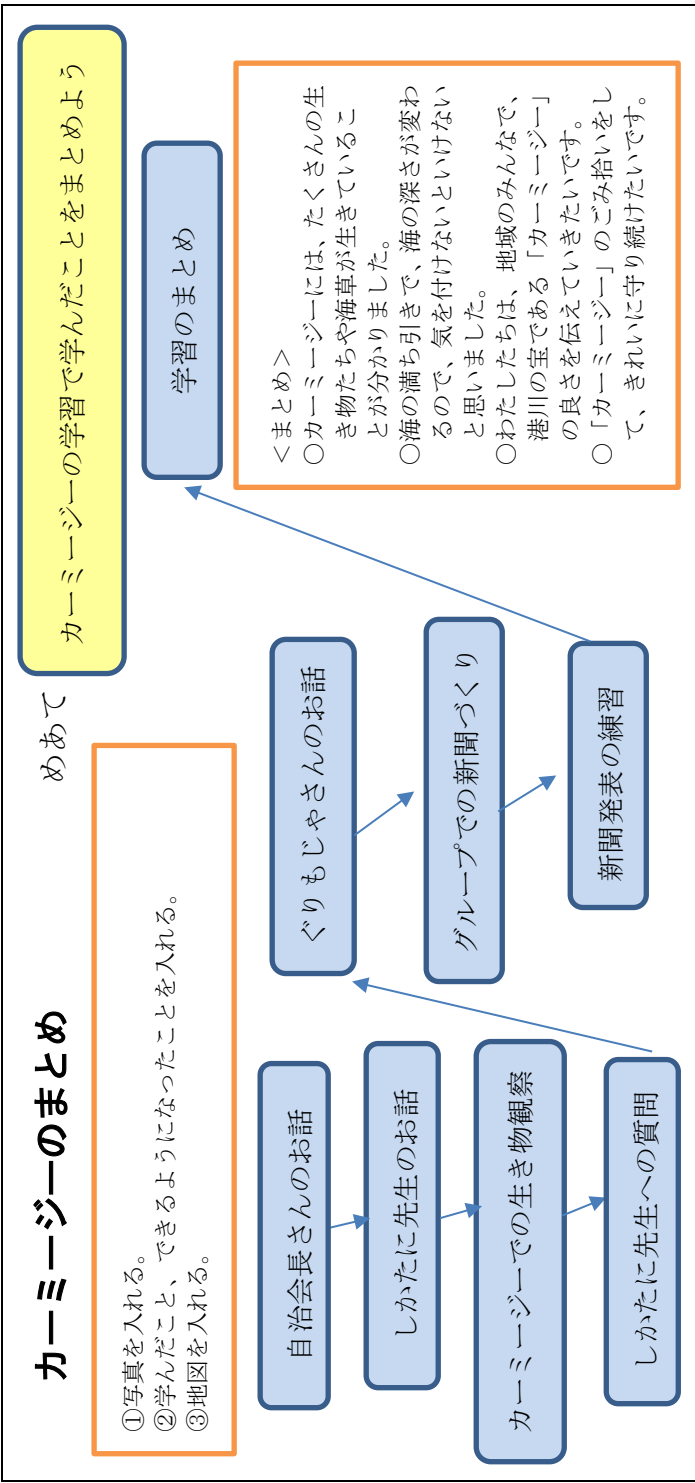 カーミージーのまとめ
めあて
カーミージーの学習で学んだことをまとめよう
①写真を入れる。
②学んだこと、できるようになったことを入れる。
③地図を入れる。
自治会長さんのお話
しかたに先生のお話
カーミージーでの生き物観察
しかたに先生への質問
ぐりもじゃさんのお話
グループでの新聞づくり
新聞発表の練習
学習のまとめ
＜まとめ＞
○カーミージーには、たくさんの生
き物たちや海草が生きているこ
とが分かりました。
○海の満ち引きで、海の深さが変わ
るので、気を付けないといけない
と思いました。
○わたしたちは、地域のみんなで、
港川の宝である「カーミージー」
の良さを伝えていきたいです。
○「カーミージー」のごみ拾いをし
て、きれいに守り続けたいです。